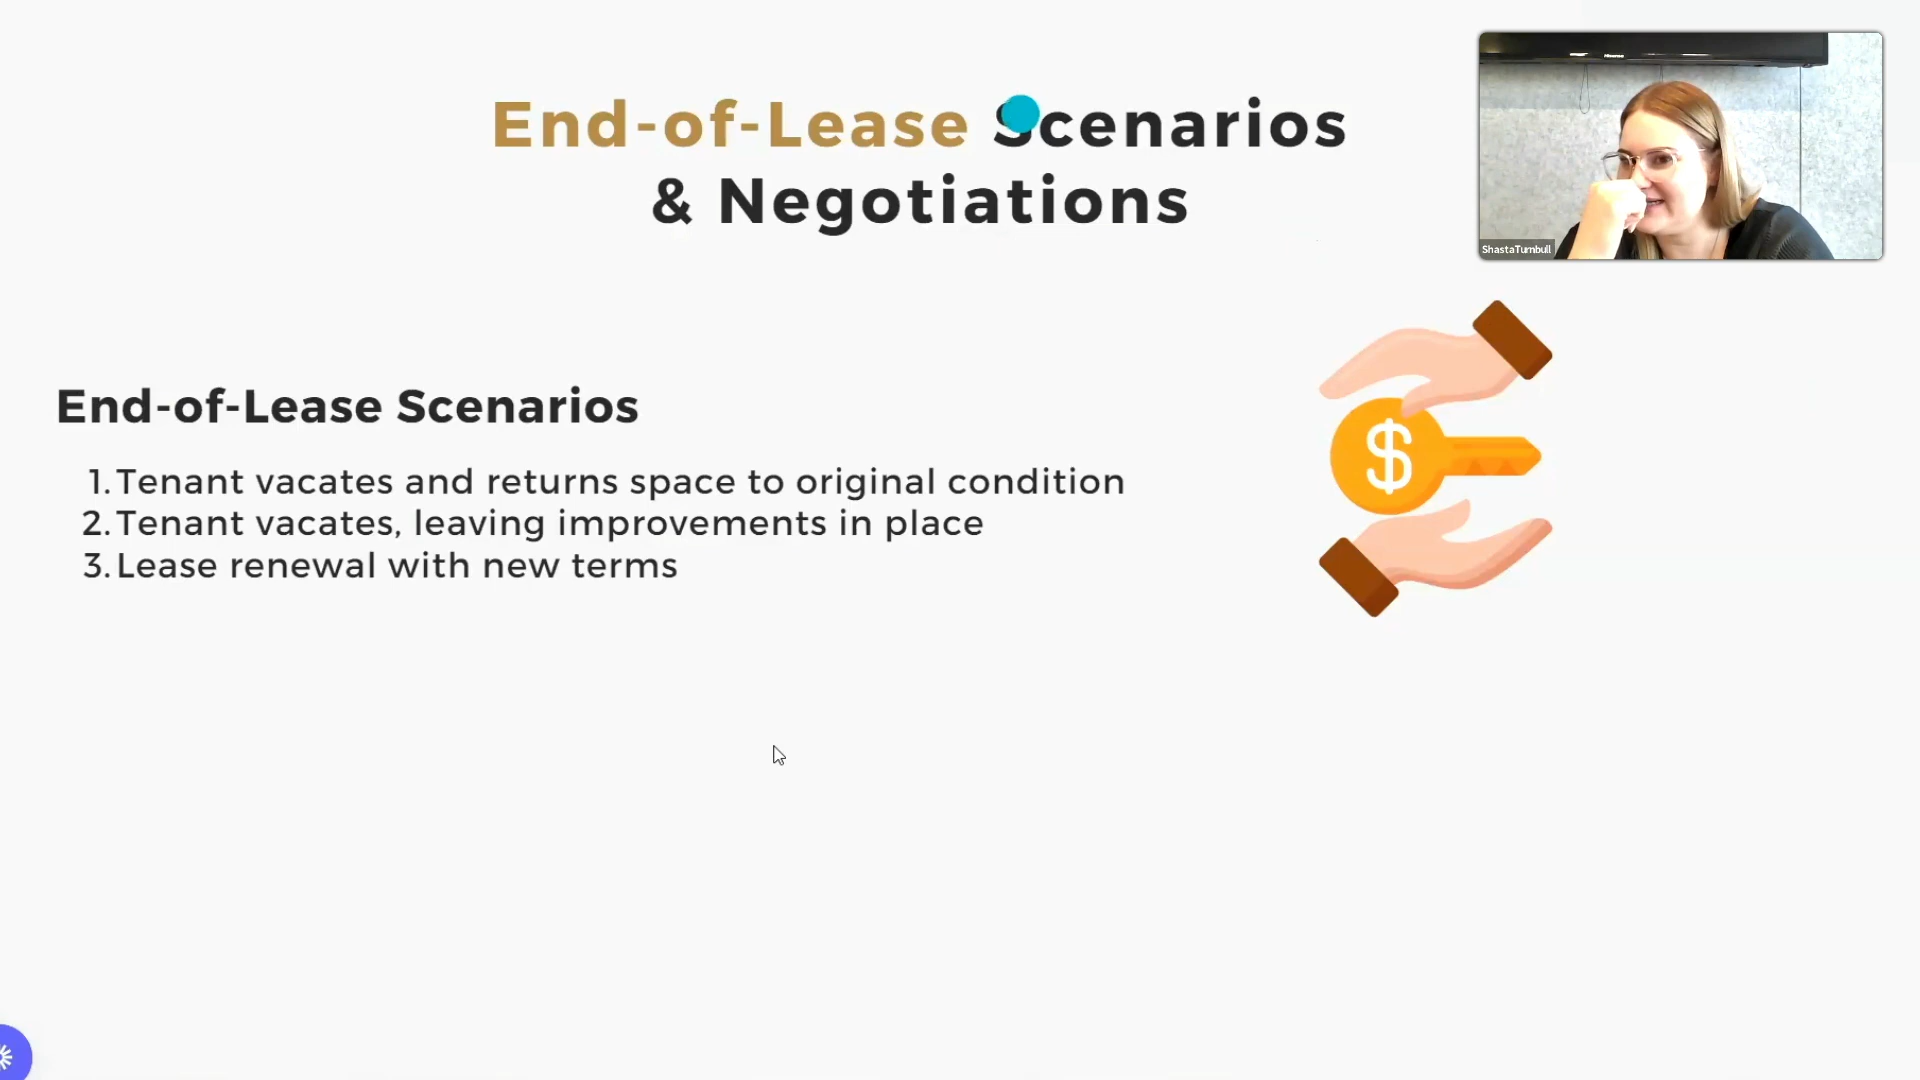 End-of-Lease Scenarios
& Negotiations
Hisense
ShastaTurnbull
End-of-Lease Scenarios
1. Tenant vacates and returns space to original condition
2. Tenant vacates, leaving improvements in place
3. Lease renewal with new terms
$